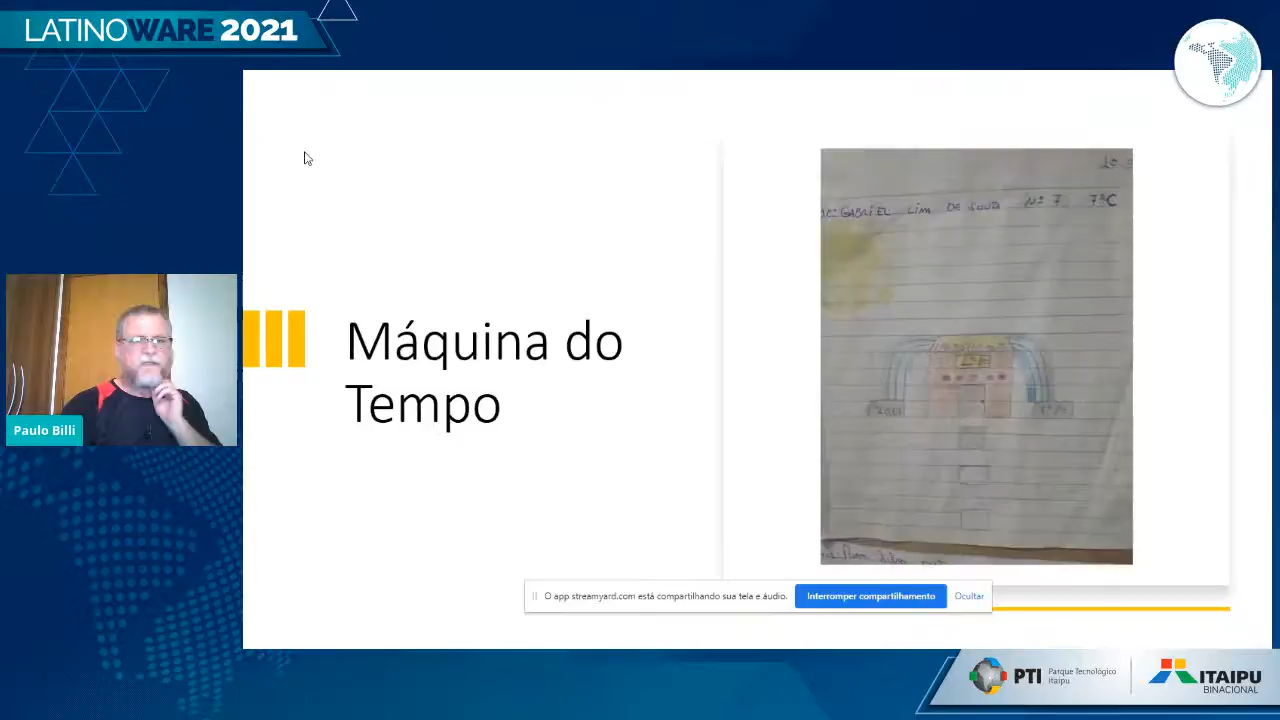 LATINOWARE 2021
10
GABRIEL LIMA DE SOUZA Nº 7 7ºC
Máquina do
Tempo
Paulo Billi
O app streamyard.com está compartilhando sua tela e áudio.
Interromper compartilhamento
Ocultar
PTI
Parque Tecnológico
Itaipu
ITAIPU
BINACIONAL